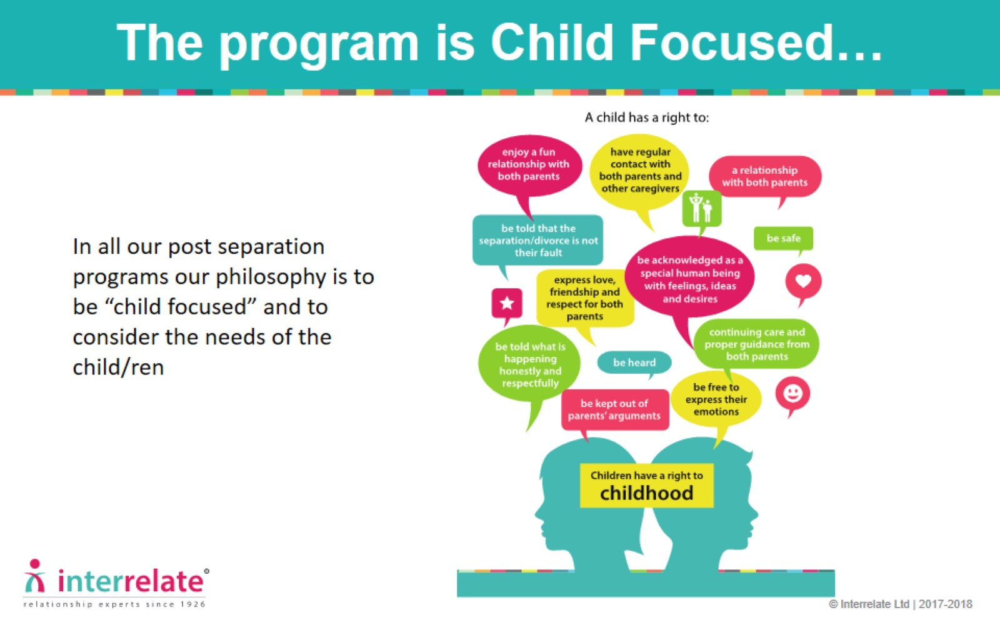 The program is Child Focused...
In all our post separation
programs our philosophy is to
be “child focused” and to
consider the needs of the
child/ren
A child has a right to:
enjoy a fun
relationship with
both parents
have regular
contact with
both parents and
other caregivers
a relationship
with both parents
be told that the
separation/divorce is not
their fault
be safe
be acknowledged as a
special human being
with feelings, ideas
and desires
express love,
friendship and
respect for both
parents
continuing care and
proper guidance from
both parents
be told what is
happening
honestly and
respectfully
be heard
be free to
express their
emotions
be kept out of
parents’ arguments
Children have a right to
childhood
interrelate®
relationship experts since 1926
© Interrelate Ltd | 2017-2018